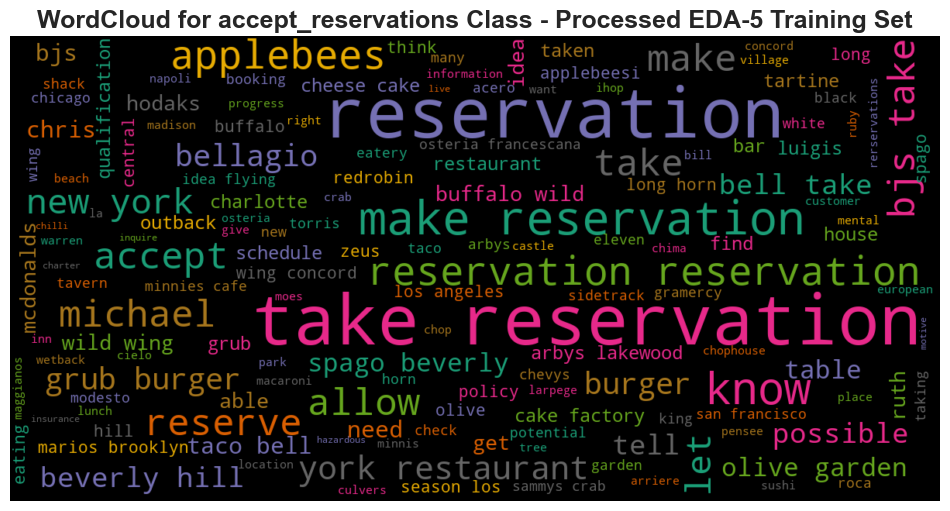 WordCloud for accept_reservations Class - Processed EDA-5 Training Set
bjs
applebees
think
many
idea
taken
make
concord
village
long
bjs take
shack
chicago
qualification
napoli
booking
information
live
cheese cake
acero
want
applebeesi
ihop
tartine
hodaks
progress
reservation
black
reserations
spago
chris
central
madison
buffalo
right
white
ruby
wing
bellagio
eatery
osteria francescana
take
bill
bar
luigis
beach
idea flying
redrobin
restaurant
long horn
bell take
crab
customer
new york
charlotte
buffalo wild
la
outback
osteria
give
new
torris
make reservation
mental
house
chilli
warren
inquire
accept
schedule
zeus
taco
arbys
castle
eleven
chima
find
mcdonalds
charter
tavern
minnies cafe
wing concord
reservation reservation
los angeles
sidetrack
gramercy
european
michael
moes
take reservation
inn
wild wing
grub
chop
motive
wetback
cielo
park
spago beverly
arbys lakewood
chophouse
maggianos
grub burger
macaroni
horn
chevys
larpege
burger
know
table
place
ruth
taking
modesto
able
allow
policy
olive
insurance
lunch
reserve
need
check
cake factory
king
san francisco
pensee
hill
marios brooklyn
taco bell
hazardous
get
potential
tree
tell
possible
eating
location
york restaurant
garden
let
olive garden
beverly hill
culvers
season los
minnis
sammys crab
arriere
sushi
roca